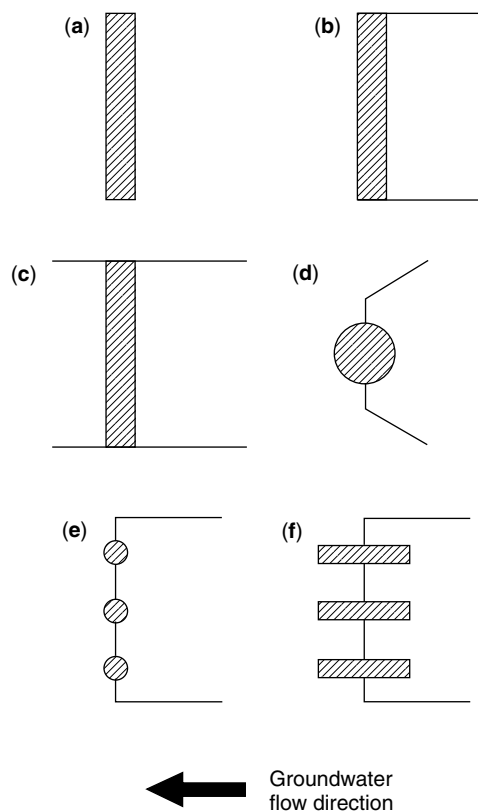 (a)
(b)
(c)
(d)
(e)
(f)
Groundwater
flow direction